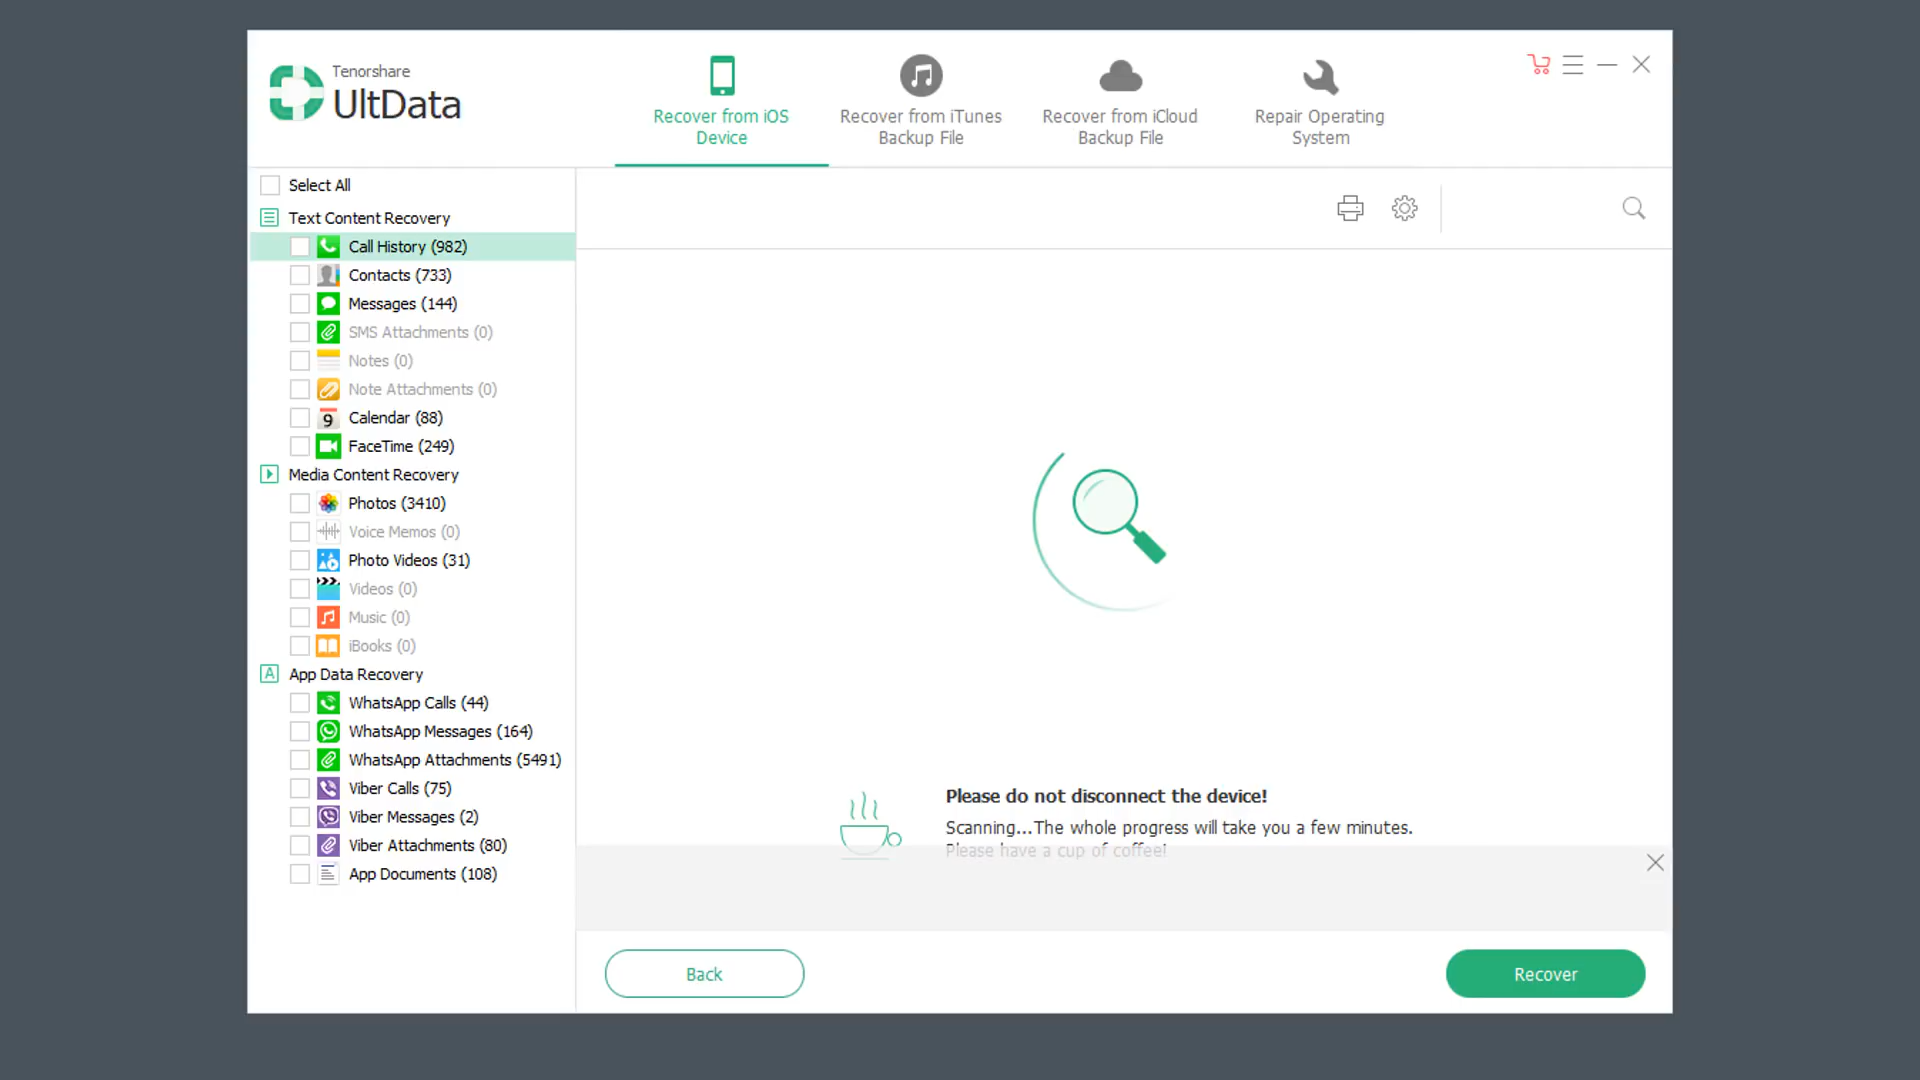 Tenorshare
UltData
Recover from iOS
Device
Recover from iTunes
Backup File
Recover from iCloud
Backup File
Repair Operating
System
Select All
Text Content Recovery
Call History (982)
Contacts (733)
Messages (144)
SMS Attachments (0)
Notes (0)
Note Attachments (0)
9
Calendar (88)
FaceTime (249)
Media Content Recovery
Photos (3410)
Voice Memos (0)
Photo Videos (31)
Videos (0)
Music (0)
iBooks (0)
A
App Data Recovery
WhatsApp Calls (44)
WhatsApp Messages (164)
WhatsApp Attachments (5491)
Viber Calls (75)
Viber Messages (2)
Viber Attachments (80)
App Documents (108)
Please do not disconnect the device!
Scanning...The whole progress will take you a few minutes.
Please have a cup of coffee!
Back
Recover